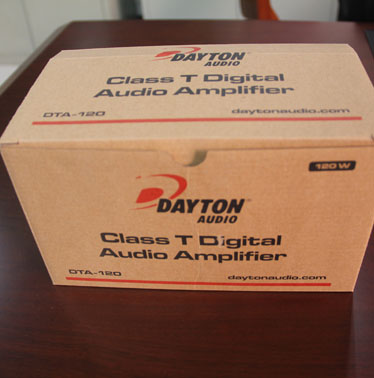 DAYTON
AUDIO
Class T Digital
Audio Amplifier
DTA-120 daytonaudio.com
120 W
DAYTON
AUDIO
Class T Digital
Audio Amplifier
DTA-120 daytonaudio.com